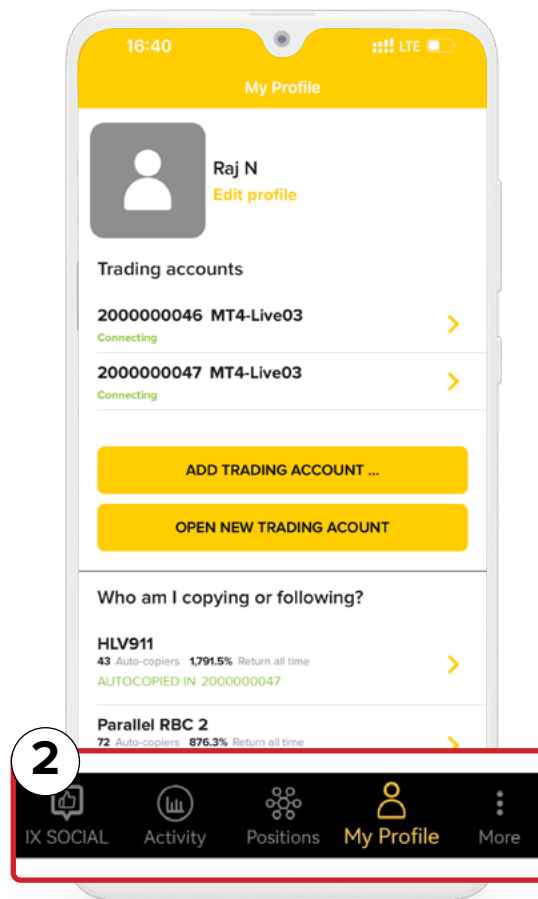 16:40
LTE
My Profile
Raj N
Edit profile
Trading accounts
2000000046 MT4-Live03
Connecting
2000000047 MT4-Live03
Connecting
ADD TRADING ACCOUNT ...
OPEN NEW TRADING ACOUNT
Who am I copying or following?
HLV911
43 Auto-copiers 1,791.5% Return all time
AUTOCOPIED IN 2000000047
Parallel RBC 2
72 Auto-copiers 876.3% Return all time
2
IX SOCIAL Activity Positions My Profile More